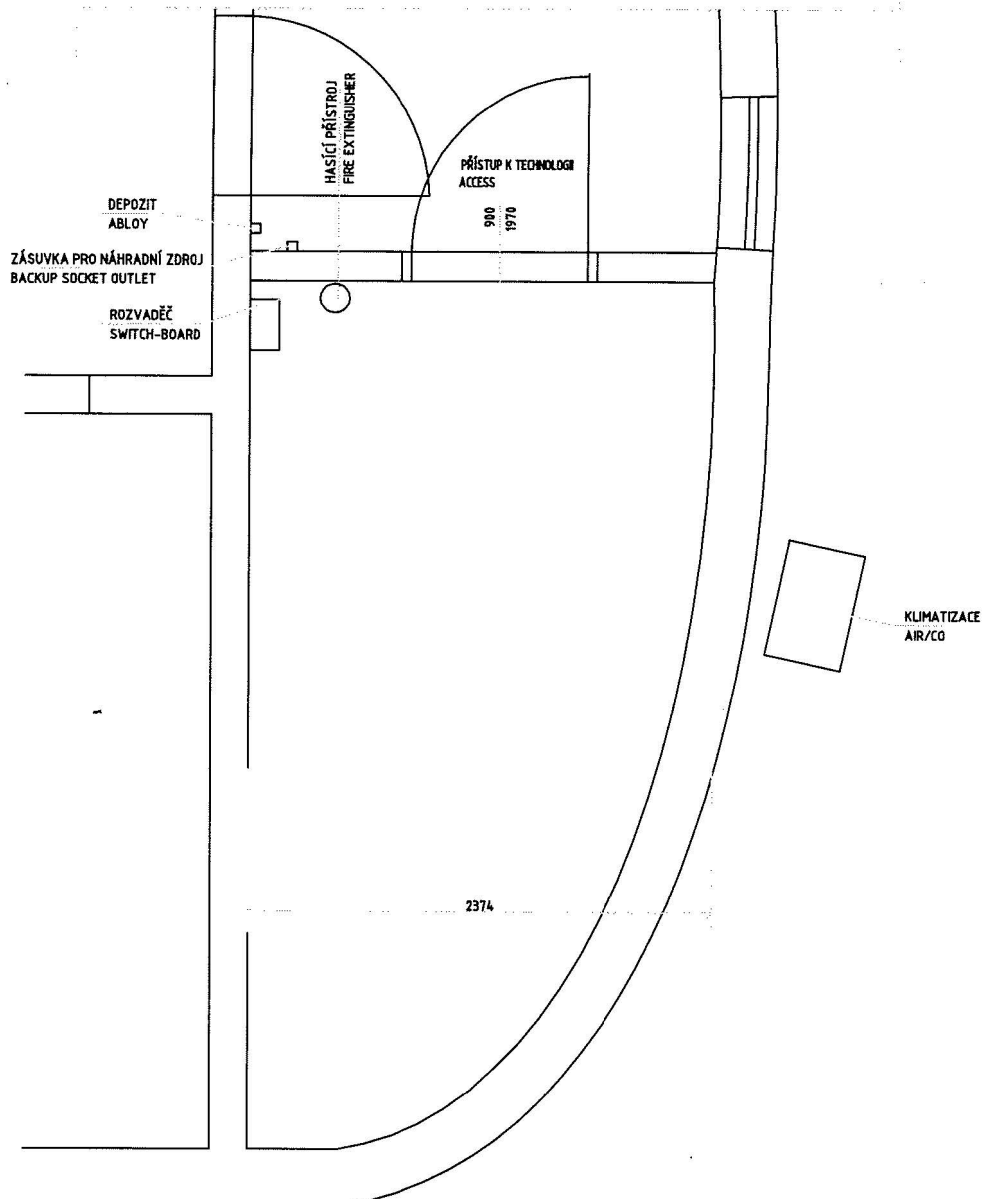 HASÍCÍ PŘÍSTROJ
FIRE EXTINGUISHER
PŘÍSTUP K TECHNOLOGII
ACCESS
900
1970
DEPOZIT
ABLOY
ZÁSUVKA PRO NÁHRADNÍ ZDROJ
BACKUP SOCKET OUTLET
ROZVADĚČ
SWITCH-BOARD
KLIMATIZACE
AIR/CO
2374